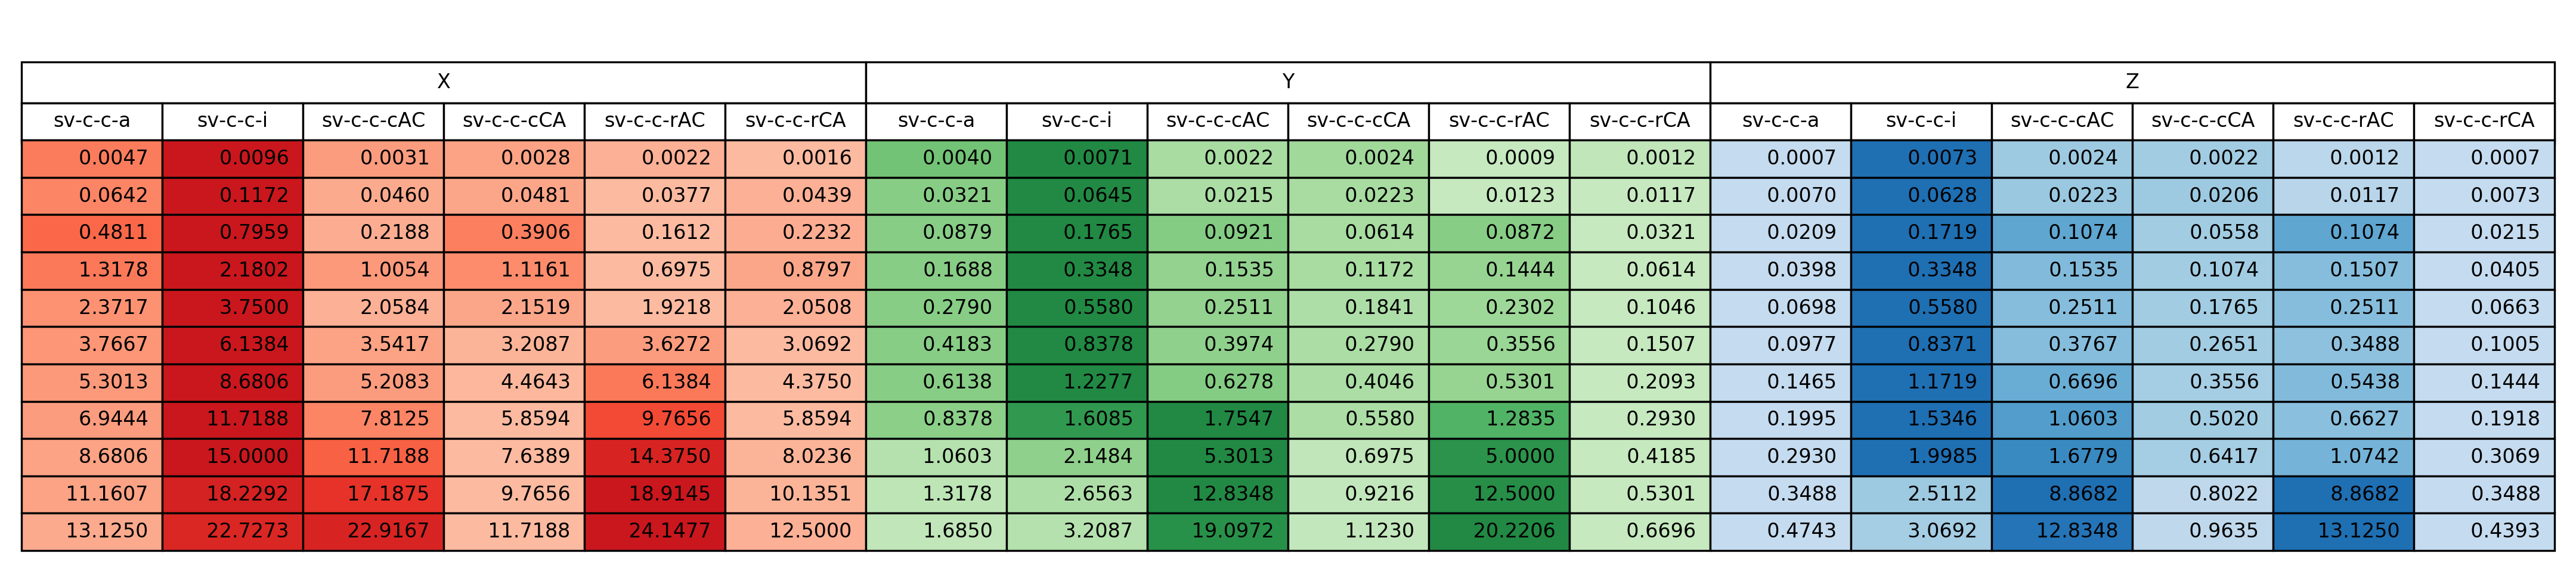 X Y Z
sv-c-c-a sv-c-c-i sv-c-c-cAC sv-c-c-cCA sv-c-c-rAC sv-c-c-rCA sv-c-c-a sv-c-c-i sv-c-c-cAC sv-c-c-cCA sv-c-c-rAC sv-c-c-rCA sv-c-c-a sv-c-c-i sv-c-c-cAC sv-c-c-cCA sv-c-c-rAC sv-c-c-rCA
0.0047 0.0096 0.0031 0.0028 0.0022 0.0016 0.0040 0.0071 0.0022 0.0024 0.0009 0.0012 0.0007 0.0073 0.0024 0.0022 0.0012 0.0007
0.0642 0.1172 0.0460 0.0481 0.0377 0.0439 0.0321 0.0645 0.0215 0.0223 0.0123 0.0117 0.0070 0.0628 0.0223 0.0206 0.0117 0.0073
0.4811 0.7959 0.2188 0.3906 0.1612 0.2232 0.0879 0.1765 0.0921 0.0614 0.0872 0.0321 0.0209 0.1719 0.1074 0.0558 0.1074 0.0215
1.3178 2.1802 1.0054 1.1161 0.6975 0.8797 0.1688 0.3348 0.1535 0.1172 0.1444 0.0614 0.0398 0.3348 0.1535 0.1074 0.1507 0.0405
2.3717 3.7500 2.0584 2.1519 1.9218 2.0508 0.2790 0.5580 0.2511 0.1841 0.2302 0.1046 0.0698 0.5580 0.2511 0.1765 0.2511 0.0663
3.7667 6.1384 3.5417 3.2087 3.6272 3.0692 0.4183 0.8378 0.3974 0.2790 0.3556 0.1507 0.0977 0.8371 0.3767 0.2651 0.3488 0.1005
5.3013 8.6806 5.2083 4.4643 6.1384 4.3750 0.6138 1.2277 0.6278 0.4046 0.5301 0.2093 0.1465 1.1719 0.6696 0.3556 0.5438 0.1444
6.9444 11.7188 7.8125 5.8594 9.7656 5.8594 0.8378 1.6085 1.7547 0.5580 1.2835 0.2930 0.1995 1.5346 1.0603 0.5020 0.6627 0.1918
8.6806 15.0000 11.7188 7.6389 14.3750 8.0236 1.0603 2.1484 5.3013 0.6975 5.0000 0.4185 0.2930 1.9985 1.6779 0.6417 1.0742 0.3069
11.1607 18.2292 17.1875 9.7656 18.9145 10.1351 1.3178 2.6563 12.8348 0.9216 12.5000 0.5301 0.3488 2.5112 8.8682 0.8022 8.8682 0.3488
13.1250 22.7273 22.9167 11.7188 24.1477 12.5000 1.6850 3.2087 19.0972 1.1230 20.2206 0.6696 0.4743 3.0692 12.8348 0.9635 13.1250 0.4393